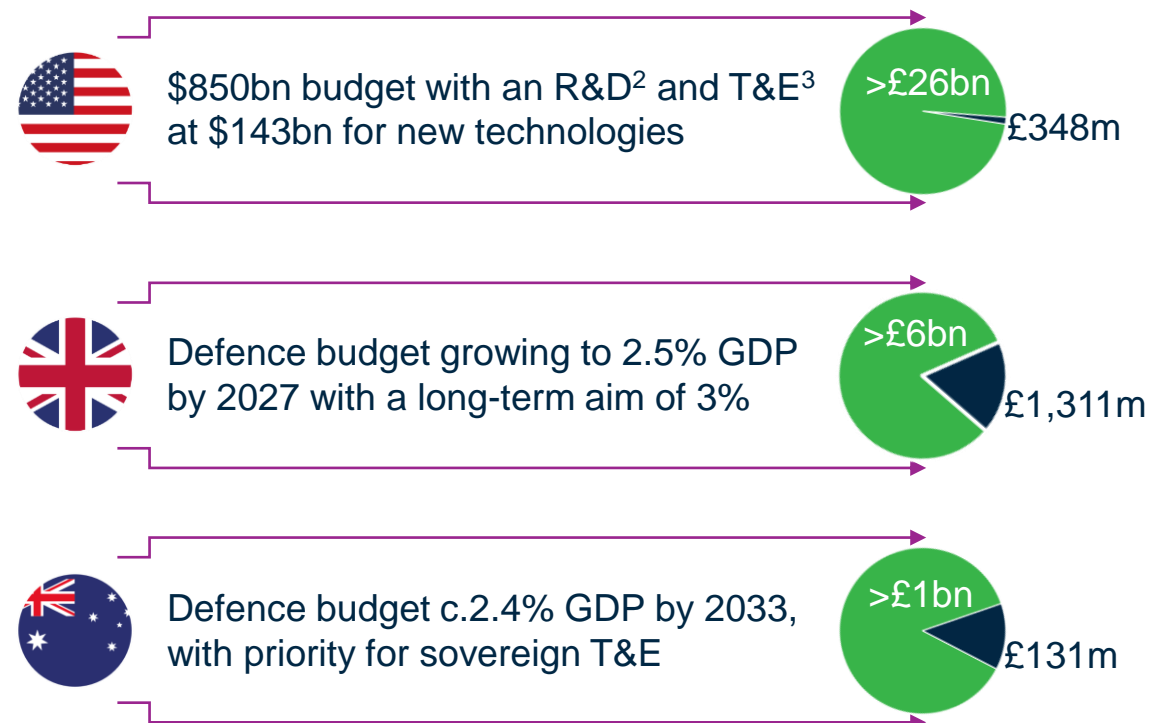 $850bn budget with an R&D² and T&E³
at $143bn for new technologies
>£26bn
£348m
Defence budget growing to 2.5% GDP
by 2027 with a long-term aim of 3%
>£6bn
£1,311m
Defence budget c.2.4% GDP by 2033,
with priority for sovereign T&E
>£1bn
£131m